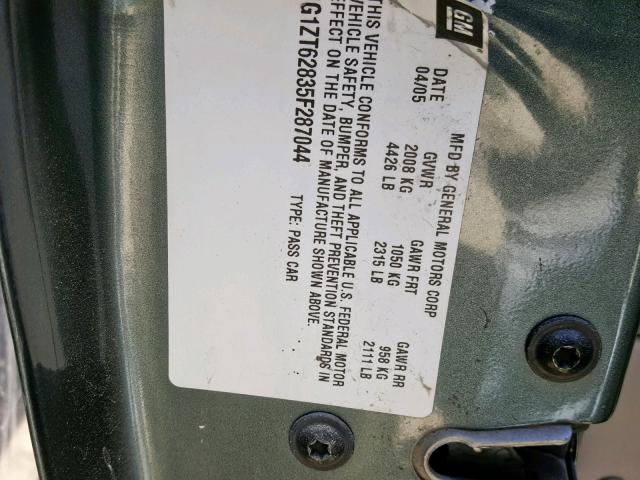 GM
MFD BY GENERAL MOTORS CORP
DATE GVWR GAWR FRT GAWR RR
04/05 2008 KG 1050 KG 958 KG
4426 LB 2315 LB 2111 LB
THIS VEHICLE CONFORMS TO ALL APPLICABLE U.S. FEDERAL MOTOR
VEHICLE SAFETY, BUMPER, AND THEFT PREVENTION STANDARDS IN
EFFECT ON THE DATE OF MANUFACTURE SHOWN ABOVE.
G1ZT62835F287044 TYPE: PASS CAR